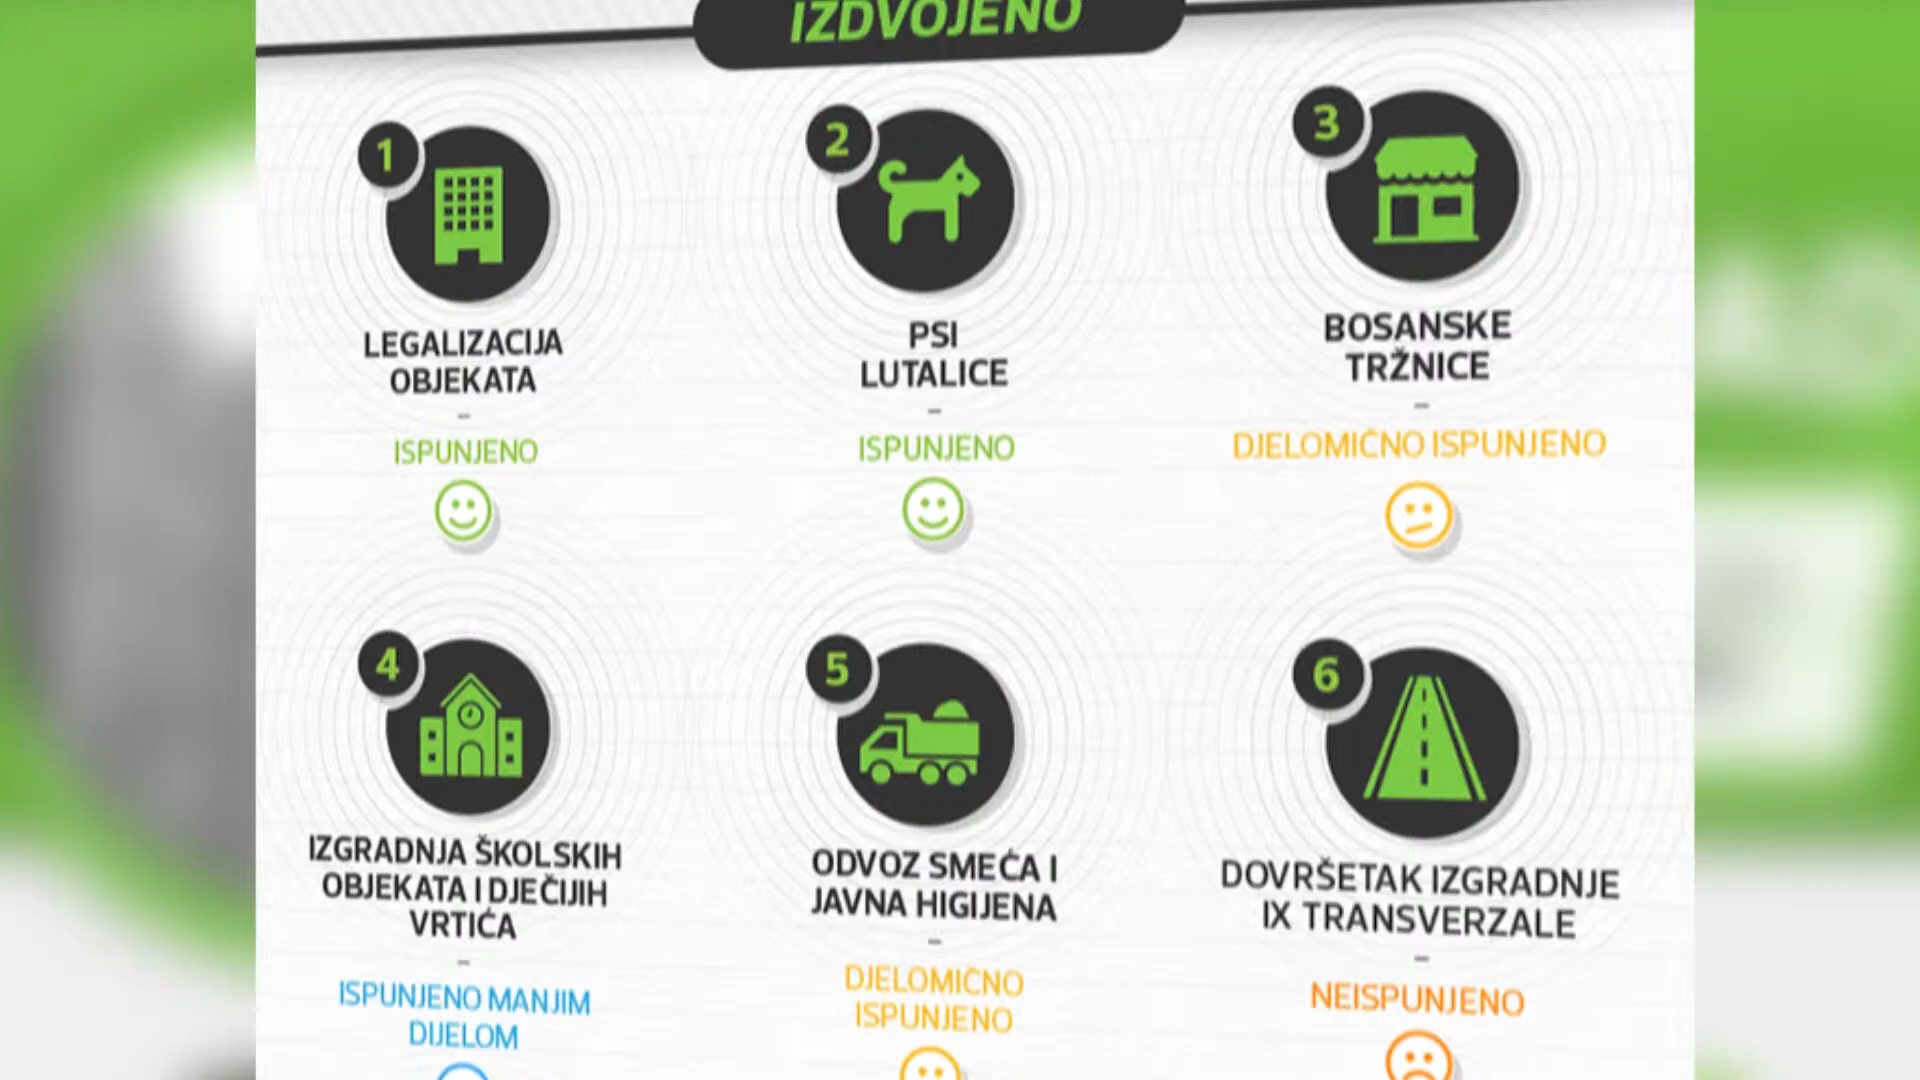 IZDVOJENO
1
2
3
LEGALIZACIJA
OBJEKATA
-
ISPUNJENO
PSI
LUTALICE
-
ISPUNJENO
BOSANSKE
TRŽNICE
-
DJELOMIČNO ISPUNJENO
4
5
6
IZGRADNJA ŠKOLSKIH
OBJEKATA I DJEČIJIH
VRTIĆA
-
ISPUNJENO MANJIM
DIJELOM
ODVOZ SMEĆA I
JAVNA HIGIJENA
-
DJELOMIČNO
ISPUNJENO
DOVRŠETAK IZGRADNJE
IX TRANSVERZALE
-
NEISPUNJENO